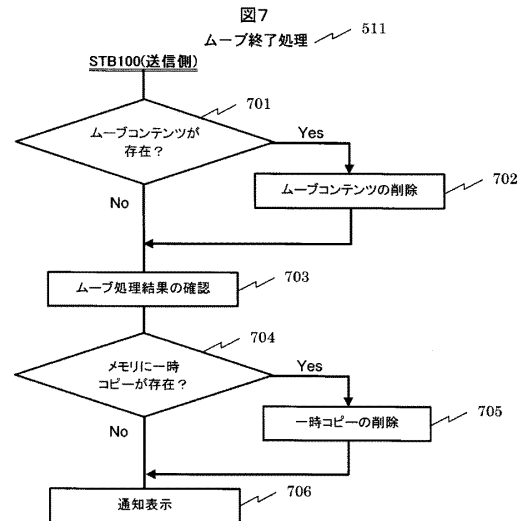 図7
ムーブ終了処理 511
STB100(送信側)
701
ムーブコンテンツが
存在？
Yes
702
ムーブコンテンツの削除
No
703
ムーブ処理結果の確認
704
メモリに一時
コピーが存在？
Yes
705
一時コピーの削除
No
706
通知表示